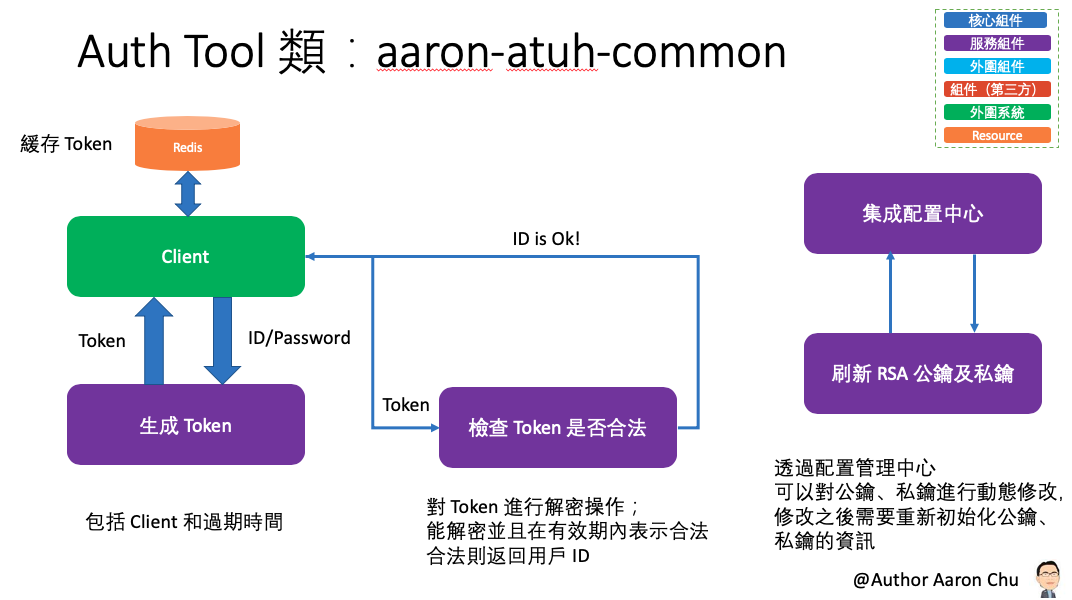 Auth Tool 類：aaron-atuh-common
核心組件
服務組件
外圍組件
組件（第三方）
外圍系統
Resource
緩存 Token
Redis
Client
ID is Ok!
Token
ID/Password
生成 Token
包括 Client 和過期時間
Token
檢查 Token 是否合法
對 Token 進行解密操作；
能解密並且在有效期內表示合法
合法則返回用戶 ID
集成配置中心
刷新 RSA 公鑰及私鑰
透過配置管理中心
可以對公鑰、私鑰進行動態修改,
修改之後需要重新初始化公鑰、
私鑰的資訊
@Author Aaron Chu